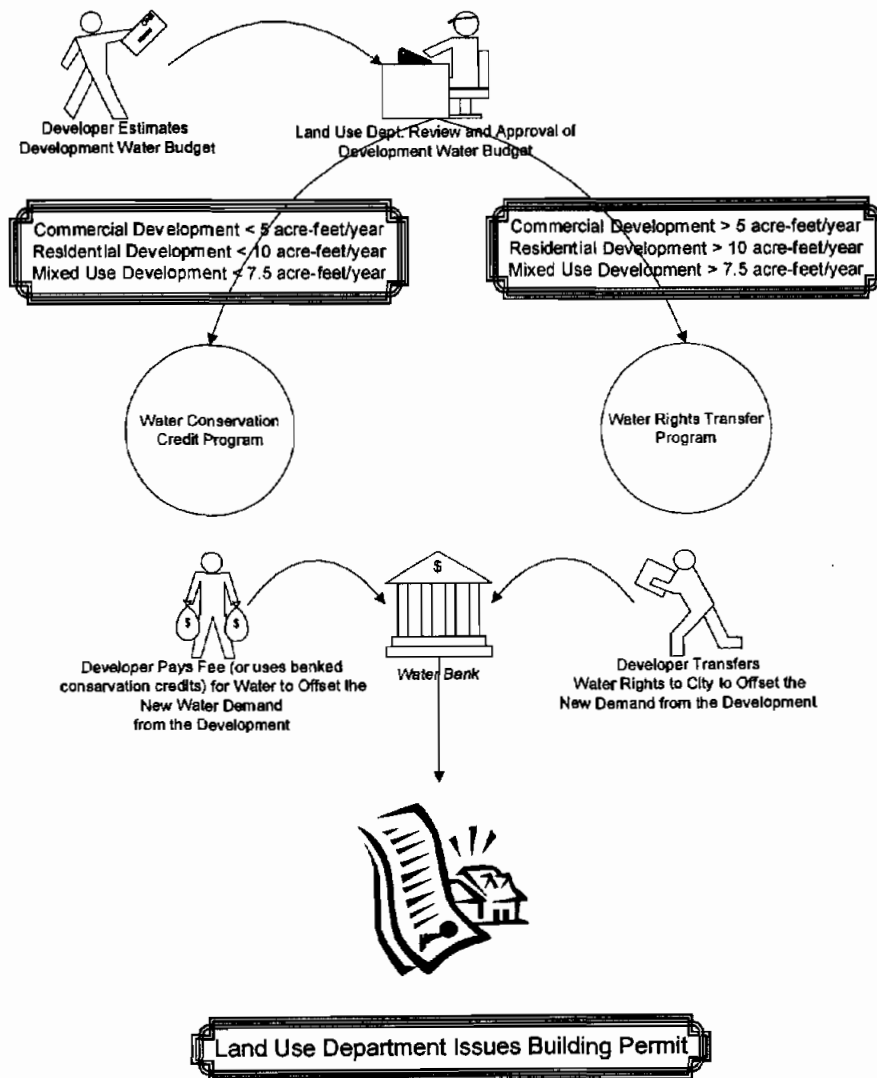 Developer Estimates
Development Water Budget
Land Use Dept. Review and Approval of
Development Water Budget
Commercial Development < 5 acre-feet/year
Residential Development < 10 acre-feet/year
Mixed Use Development < 7.5 acre-feet/year
Commercial Development > 5 acre-feet/year
Residential Development > 10 acre-feet/year
Mixed Use Development > 7.5 acre-feet/year
Water Conservation
Credit Program
Water Rights Transfer
Program
$
$ $
Developer Pays Fee (or uses banked
consarvation credits) for Water to Offset the
New Water Demand
from the Development
Water Bank
Developer Transfers
Water Rights to City to Offset the
New Demand from the Development
Land Use Department Issues Building Permit